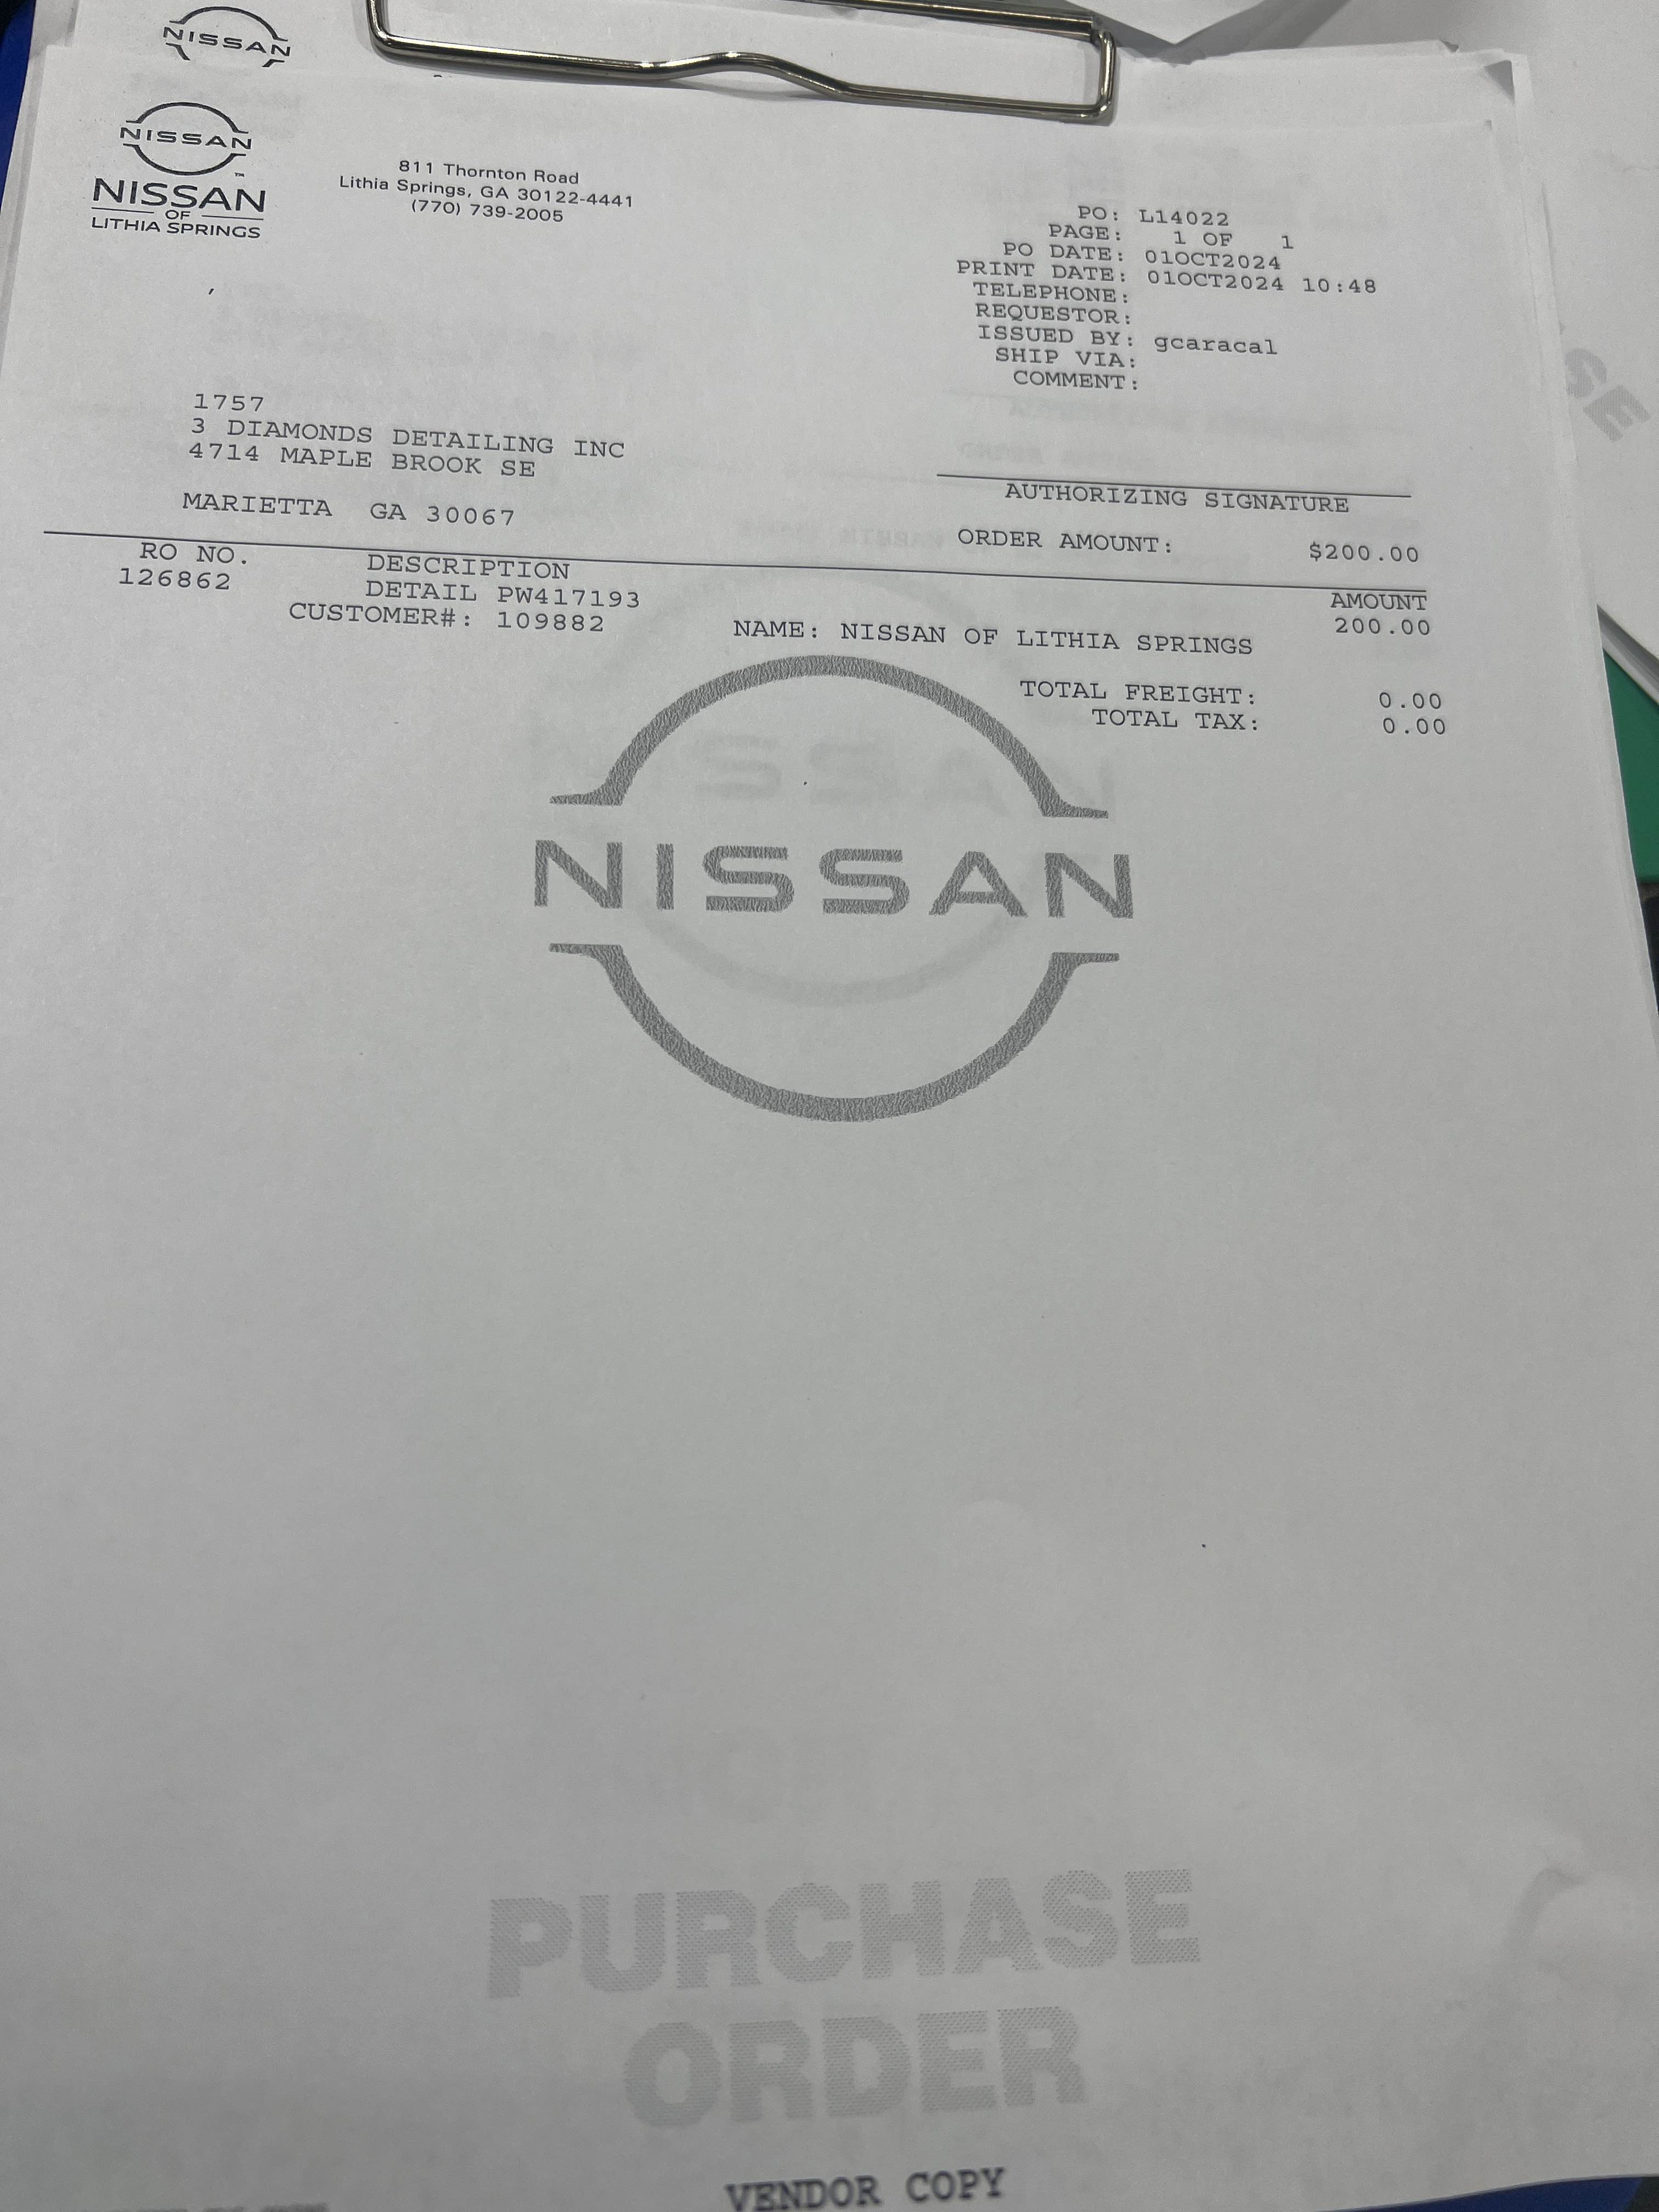 NISSAN
NISSAN
NISSAN
OF
LITHIA SPRINGS
811 Thornton Road
Lithia Springs, GA 30122-4441
(770) 739-2005
PO: L14022
PAGE: 1 OF 1
PO DATE: 01OCT2024
PRINT DATE: 01OCT2024 10:48
TELEPHONE:
REQUESTOR:
ISSUED BY: gcaracal
SHIP VIA:
COMMENT:
1757
3 DIAMONDS DETAILING INC
4714 MAPLE BROOK SE
MARIETTA GA 30067
AUTHORIZING SIGNATURE
ORDER AMOUNT: $200.00
RO NO. DESCRIPTION AMOUNT
126862 DETAIL PW417193 200.00
CUSTOMER#: 109882 NAME: NISSAN OF LITHIA SPRINGS
TOTAL FREIGHT: 0.00
TOTAL TAX: 0.00
NISSAN
PURCHASE
ORDER
VENDOR COPY
SE